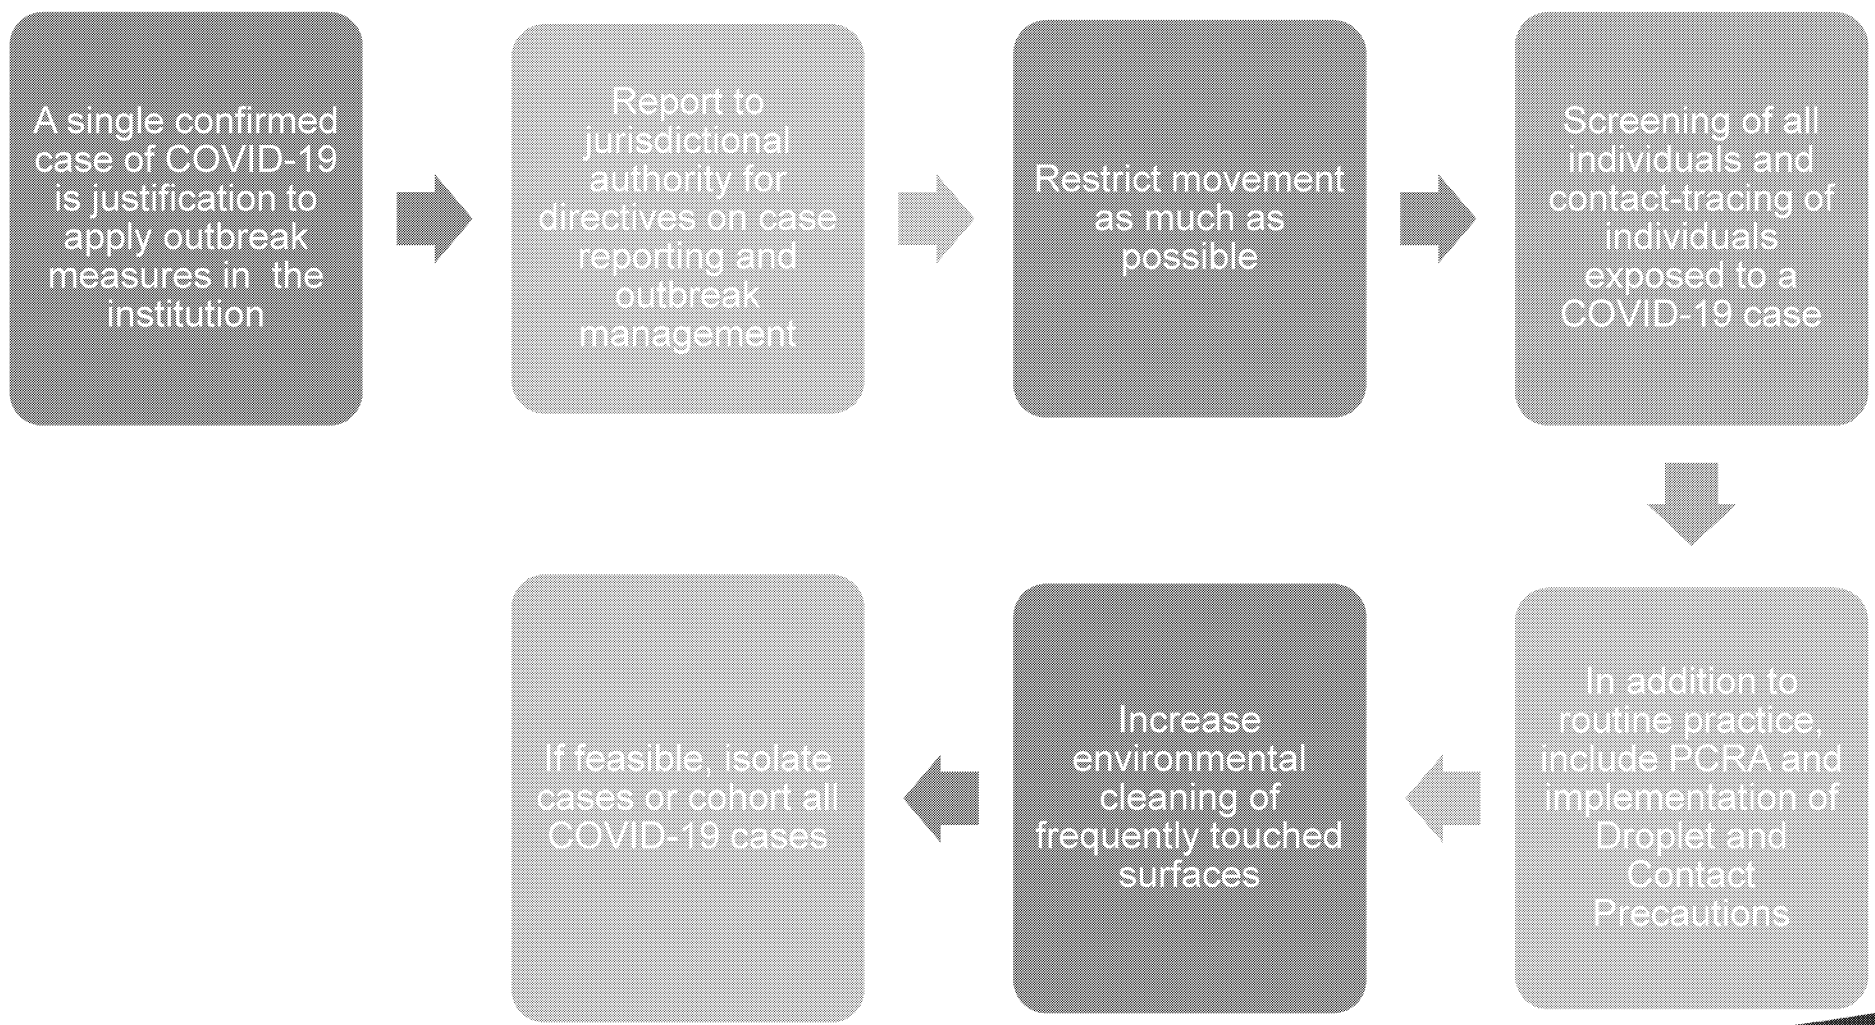 A single confirmed
case of COVID-19
is justification to
apply outbreak
measures in  the
institution
Report to
jurisdictional
authority for
directives on case
reporting and
outbreak
management
Restrict movement
as much as
possible
Screening of all
individuals and
contact-tracing of
individuals
exposed to a
COVID-19 case
In addition to
routine practice,
include PCRA and
implementation of
Droplet and
Contact
Precautions
Increase
environmental
cleaning of
frequently touched
surfaces
If feasible, isolate
cases or cohort all
COVID-19 cases